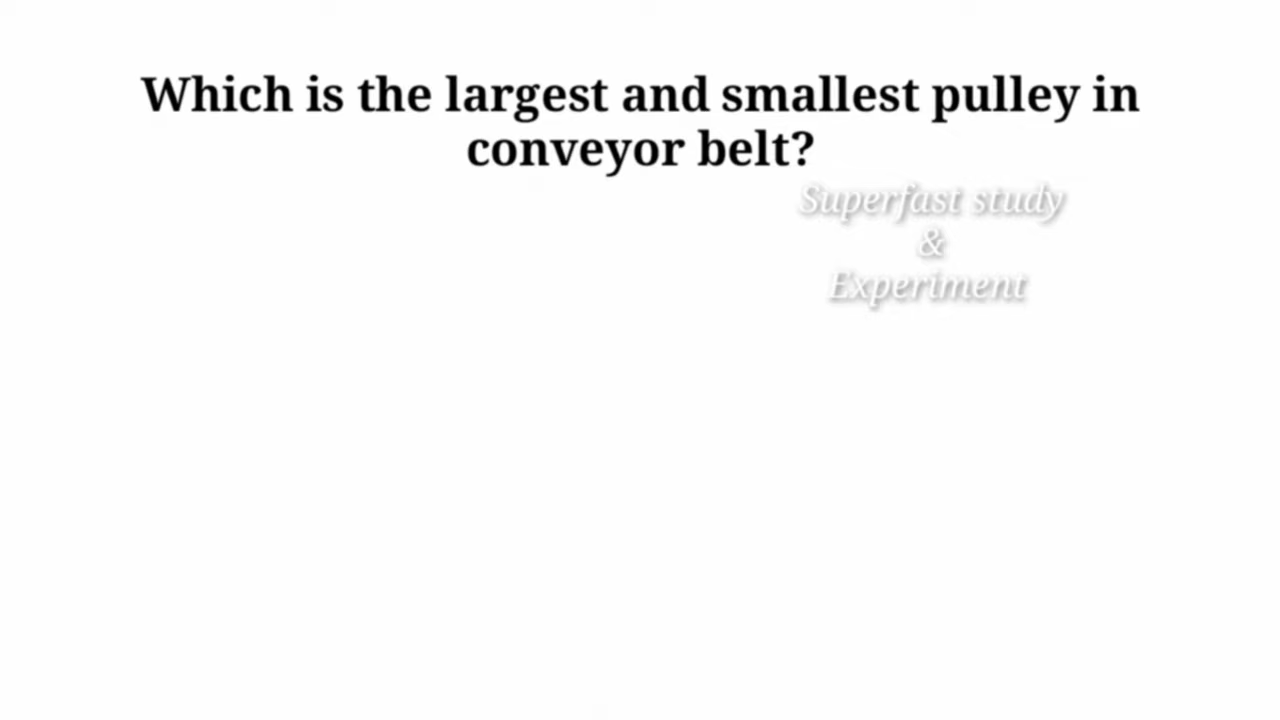 Which is the largest and smallest pulley in
conveyor belt?
Superfast study
&
Experiment